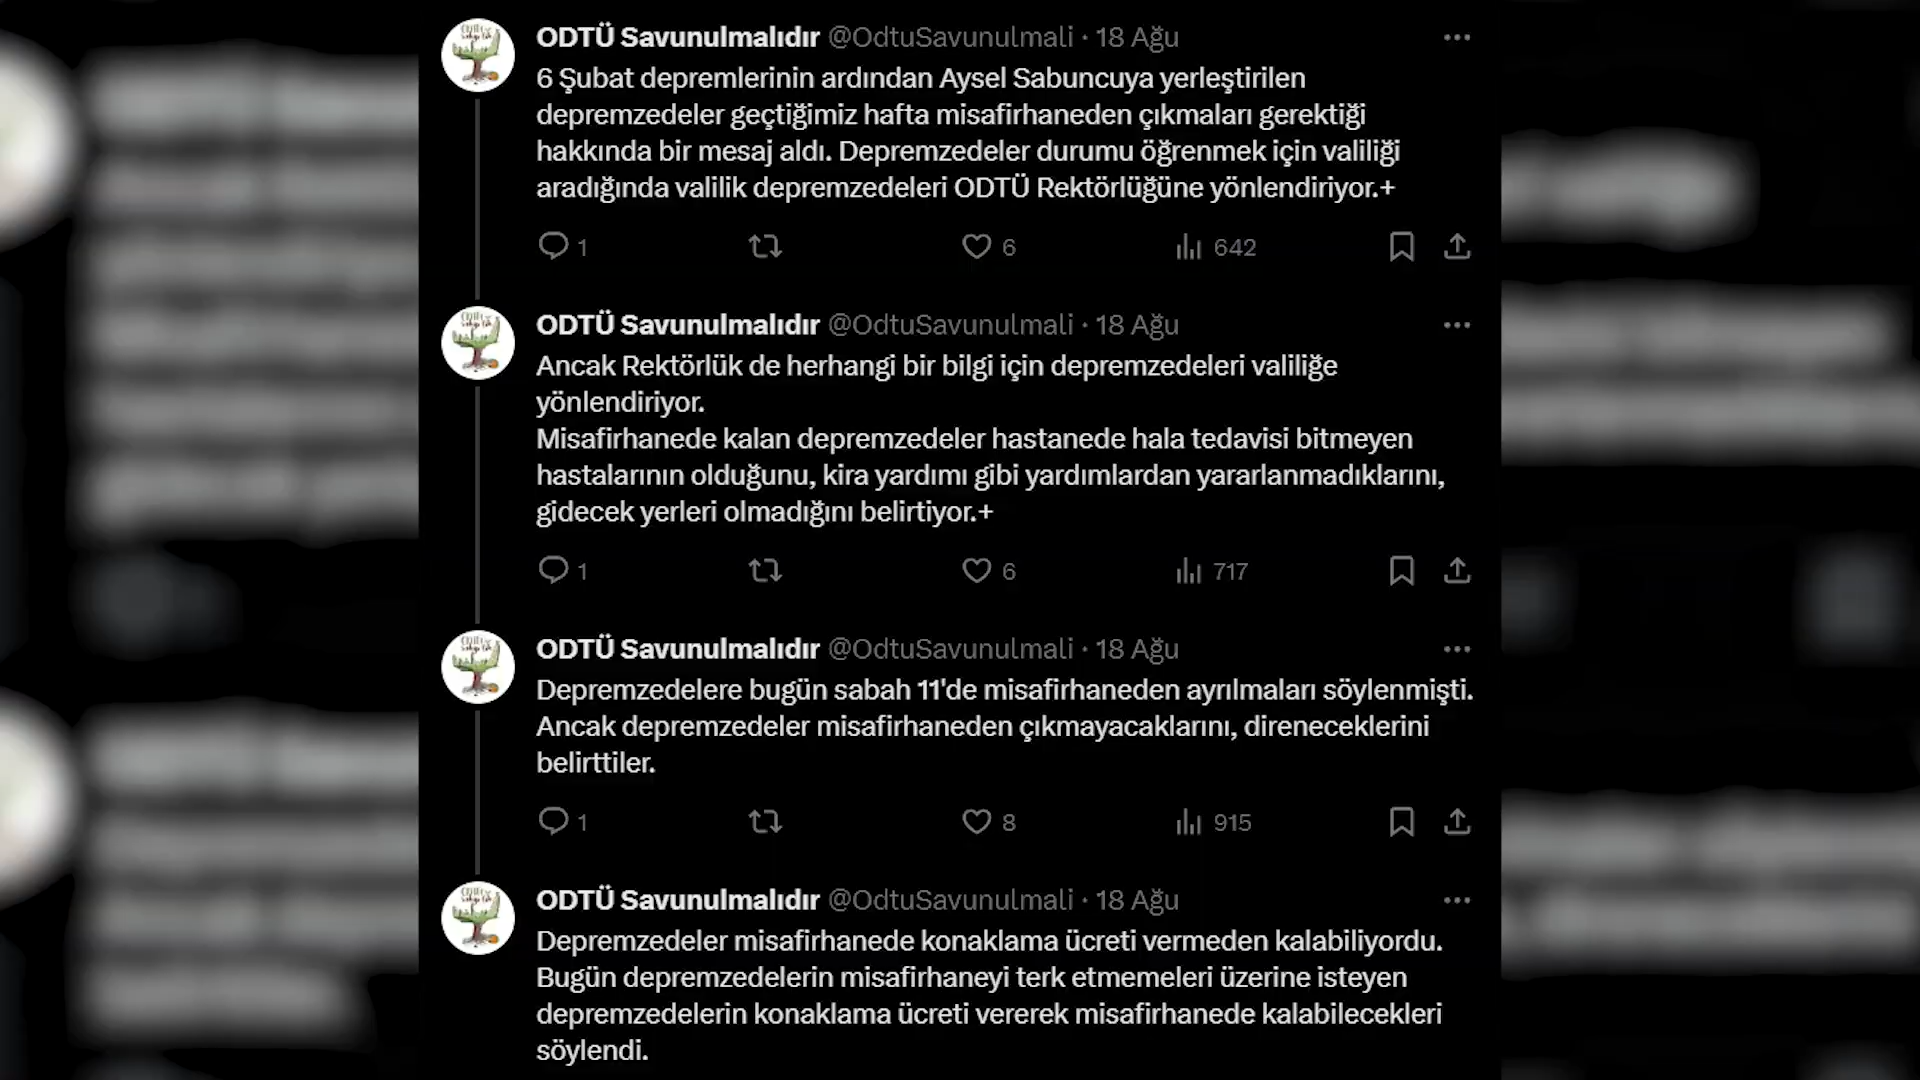 ODTÜ Savunulmalıdır @OdtuSavunulmali · 18 Ağu
6 Şubat depremlerinin ardından Aysel Sabuncuya yerleştirilen
depremzedeler geçtiğimiz hafta misafirhaneden çıkmaları gerektiği
hakkında bir mesaj aldı. Depremzedeler durumu öğrenmek için valiliği
aradığında valilik depremzedeleri ODTÜ Rektörlüğüne yönlendiriyor.+
1 6 642
ODTÜ Savunulmalıdır @OdtuSavunulmali · 18 Ağu
Ancak Rektörlük de herhangi bir bilgi için depremzedeleri valiliğe
yönlendiriyor.
Misafirhanede kalan depremzedeler hastanede hala tedavisi bitmeyen
hastalarının olduğunu, kira yardımı gibi yardımlardan yararlanmadıklarını,
gidecek yerleri olmadığını belirtiyor.+
1 6 717
ODTÜ Savunulmalıdır @OdtuSavunulmali · 18 Ağu
Depremzedelere bugün sabah 11'de misafirhaneden ayrılmaları söylenmişti.
Ancak depremzedeler misafirhaneden çıkmayacaklarını, direneceklerini
belirttiler.
1 8 915
ODTÜ Savunulmalıdır @OdtuSavunulmali · 18 Ağu
Depremzedeler misafirhanede konaklama ücreti vermeden kalabiliyordu.
Bugün depremzedelerin misafirhaneyi terk etmemeleri üzerine isteyen
depremzedelerin konaklama ücreti vererek misafirhanede kalabilecekleri
söylendi.